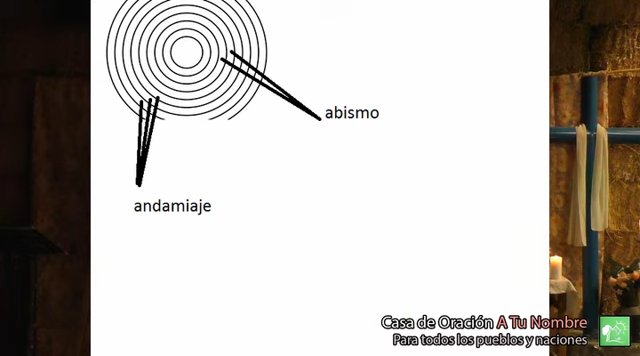 abismo
andamiaje
Casa de Oración A Tu Nombre
Para todos los pueblos y naciones